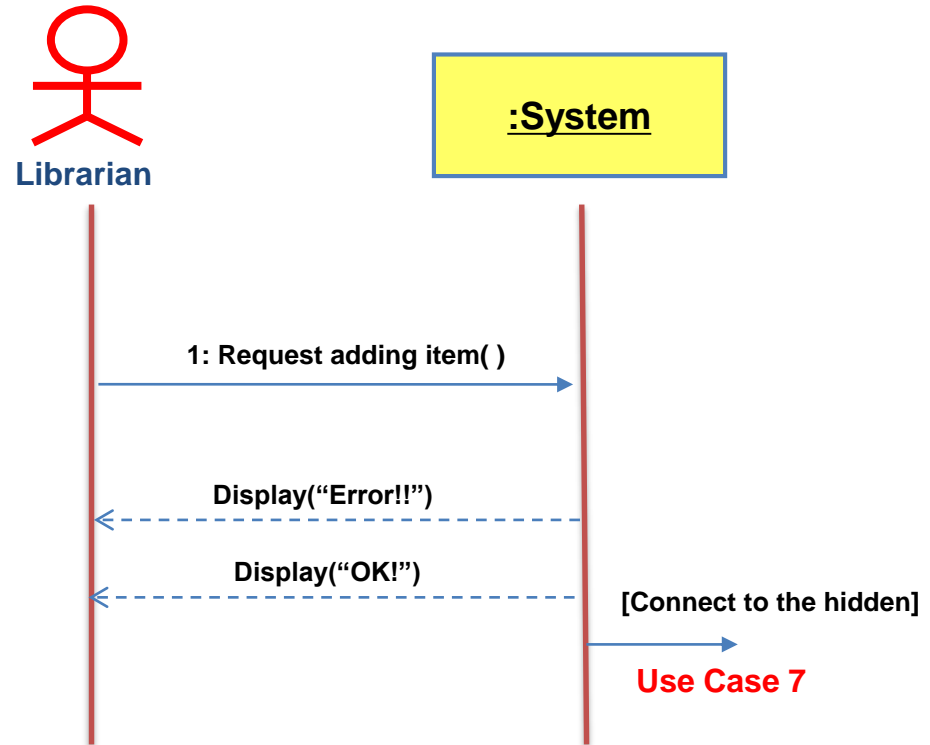 Librarian
:System
1: Request adding item( )
Display(“Error!!”)
Display(“OK!”)
[Connect to the hidden]
Use Case 7